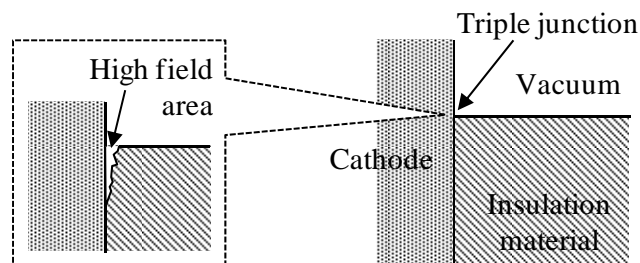 High field
area
Triple junction
Vacuum
Cathode
Insulation
material